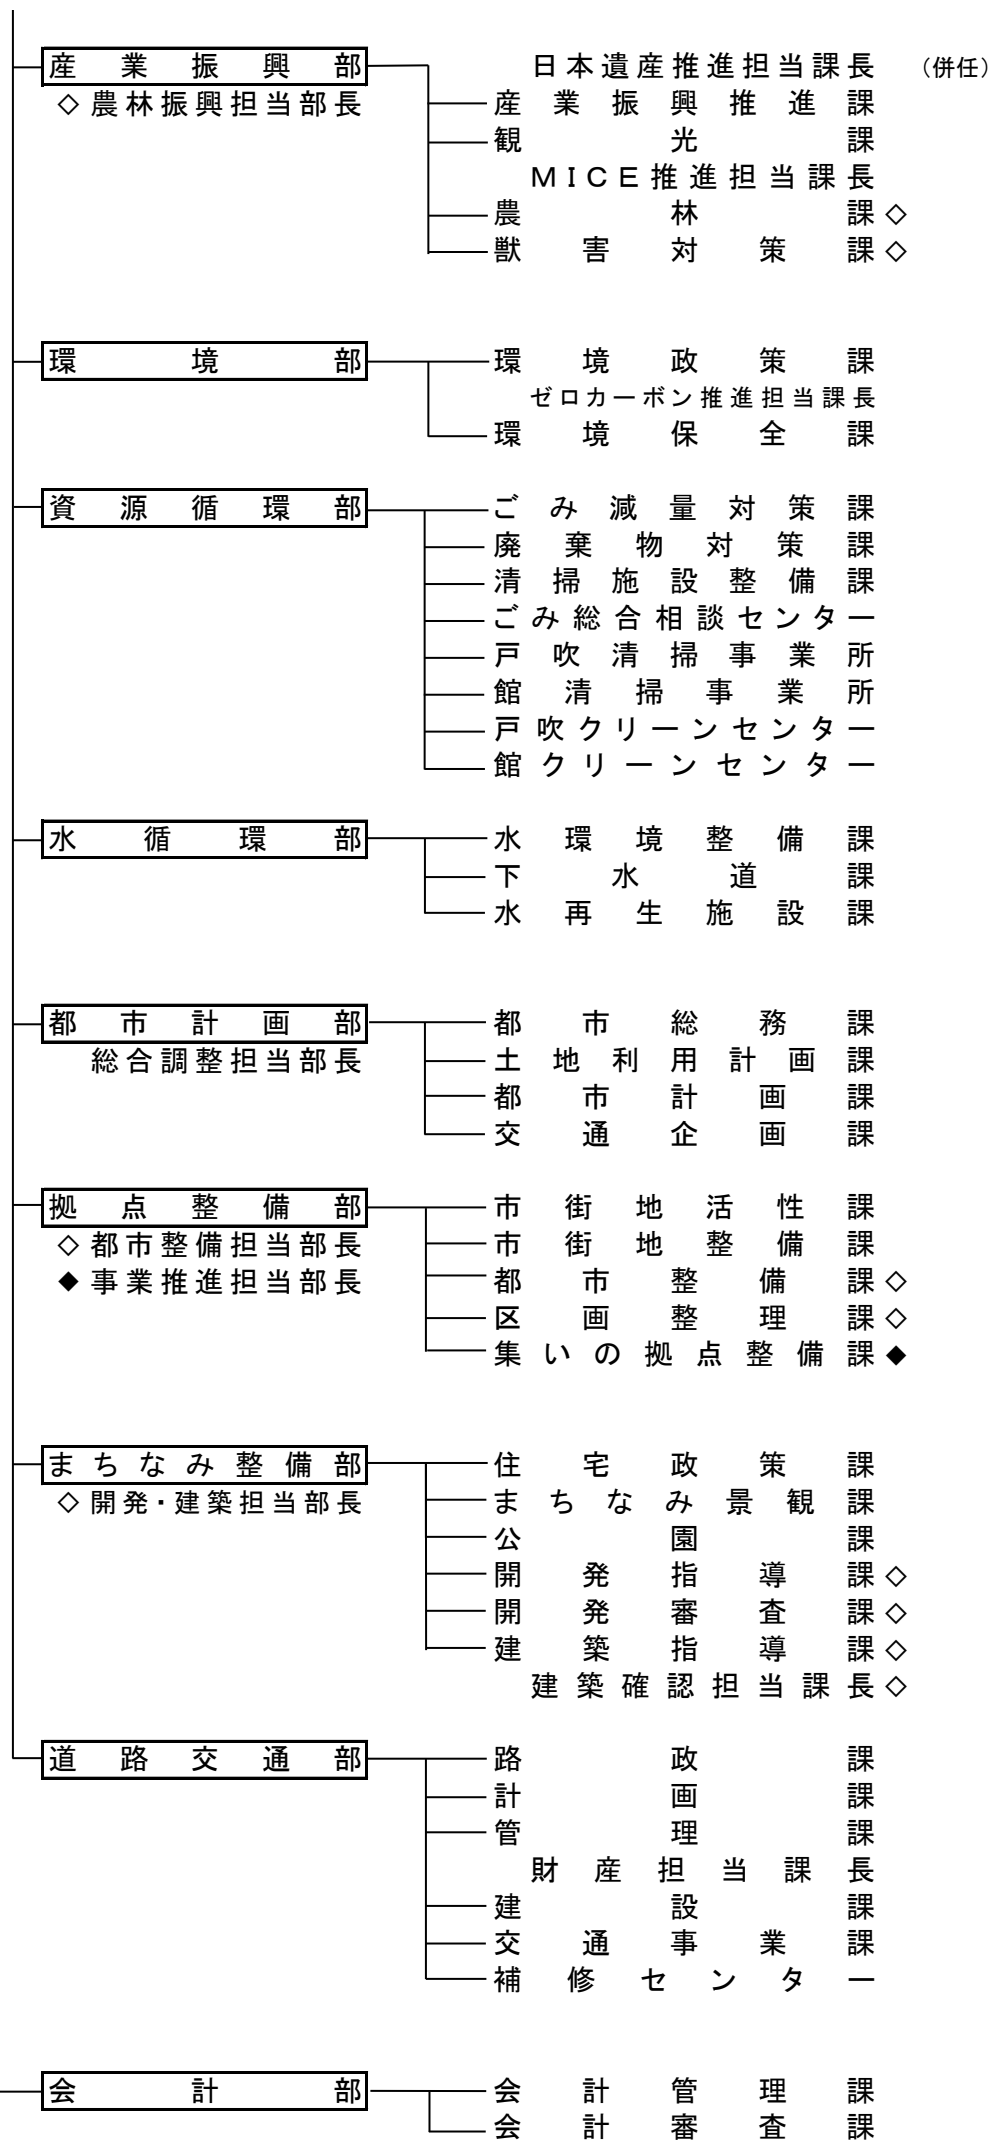 産業振興部 日本遺産推進担当課長 （併任）
◇農林振興担当部長 産業振興推進課
観光課
ＭＩＣＥ推進担当課長
農林課◇
獣害対策課◇
環境部 環境政策課
ゼロカーボン推進担当課長
環境保全課
資源循環部 ごみ減量対策課
廃棄物対策課
清掃施設整備課
ごみ総合相談センター
戸吹清掃事業所
館清掃事業所
戸吹クリーンセンター
館クリーンセンター
水循環部 水環境整備課
下水道課
水再生施設課
都市計画部 都市総務課
総合調整担当部長 土地利用計画課
都市計画課
交通企画課
拠点整備部 市街地活性課
◇都市整備担当部長 市街地整備課
◆事業推進担当部長 都市整備課◇
区画整理課◇
集いの拠点整備課◆
まちなみ整備部 住宅政策課
◇開発・建築担当部長 まちなみ景観課
公園課
開発指導課◇
開発審査課◇
建築指導課◇
建築確認担当課長◇
道路交通部 路政課
計画課
管理課
財産担当課長
建設課
交通事業課
補修センター
会計部 会計管理課
会計審査課